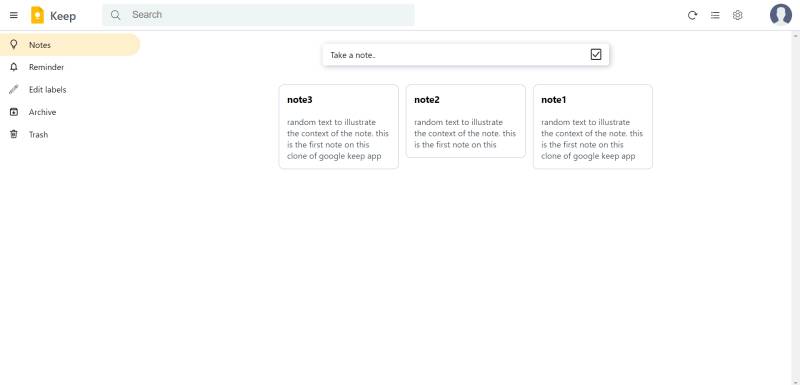 Keep
Search
Notes
Reminder
Edit labels
Archive
Trash
Take a note..
note3
random text to illustrate
the context of the note. this
is the first note on this
clone of google keep app
note2
random text to illustrate
the context of the note. this
is the first note on this
note1
random text to illustrate
the context of the note. this
is the first note on this
clone of google keep app